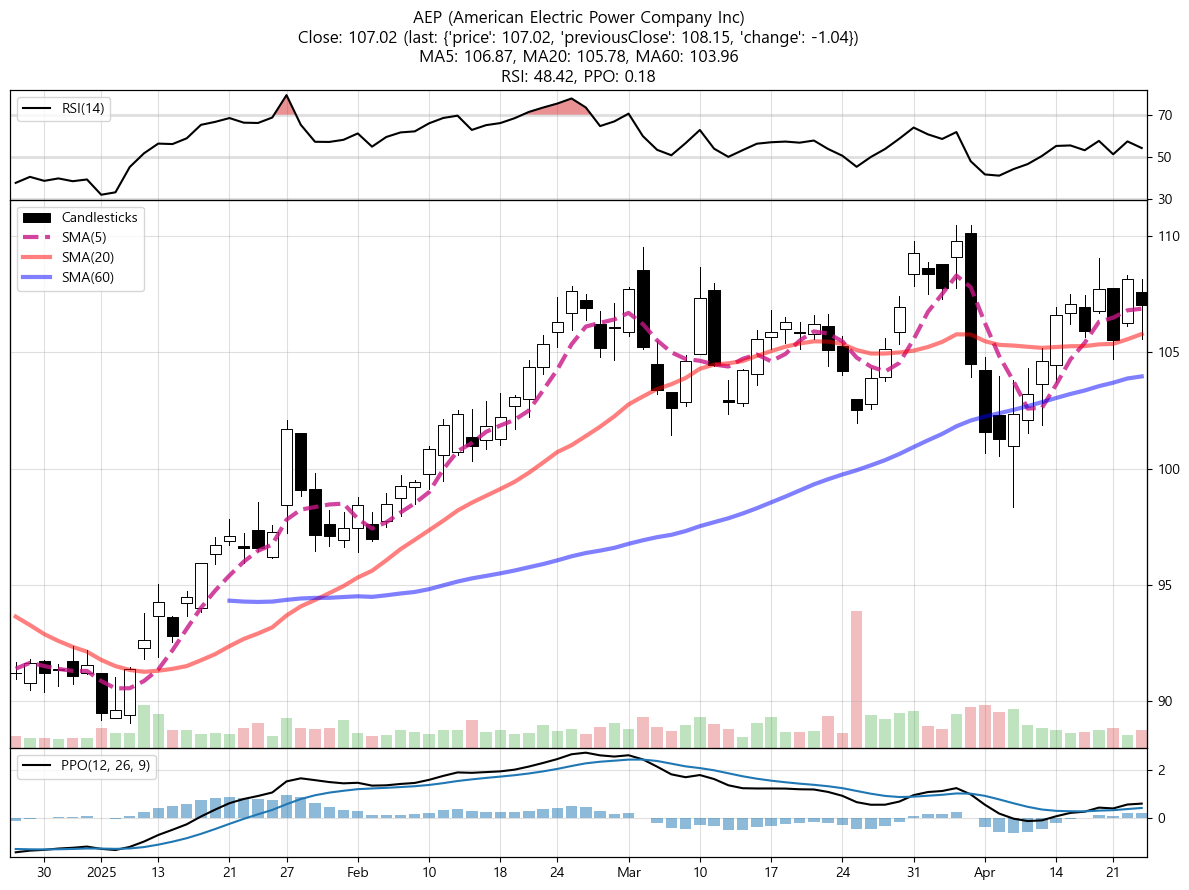 AEP (American Electric Power Company Inc)
Close: 107.02 (last: {'price': 107.02, 'previousClose': 108.15, 'change': -1.04})
MA5: 106.87, MA20: 105.78, MA60: 103.96
RSI: 48.42, PPO: 0.18
RSI(14)
70
50
30
Candlesticks
SMA(5)
SMA(20)
SMA(60)
110
105
100
95
90
PPO(12, 26, 9)
2
0
30 2025 13 21 27 Feb 10 18 24 Mar 10 17 24 31 Apr 14 21